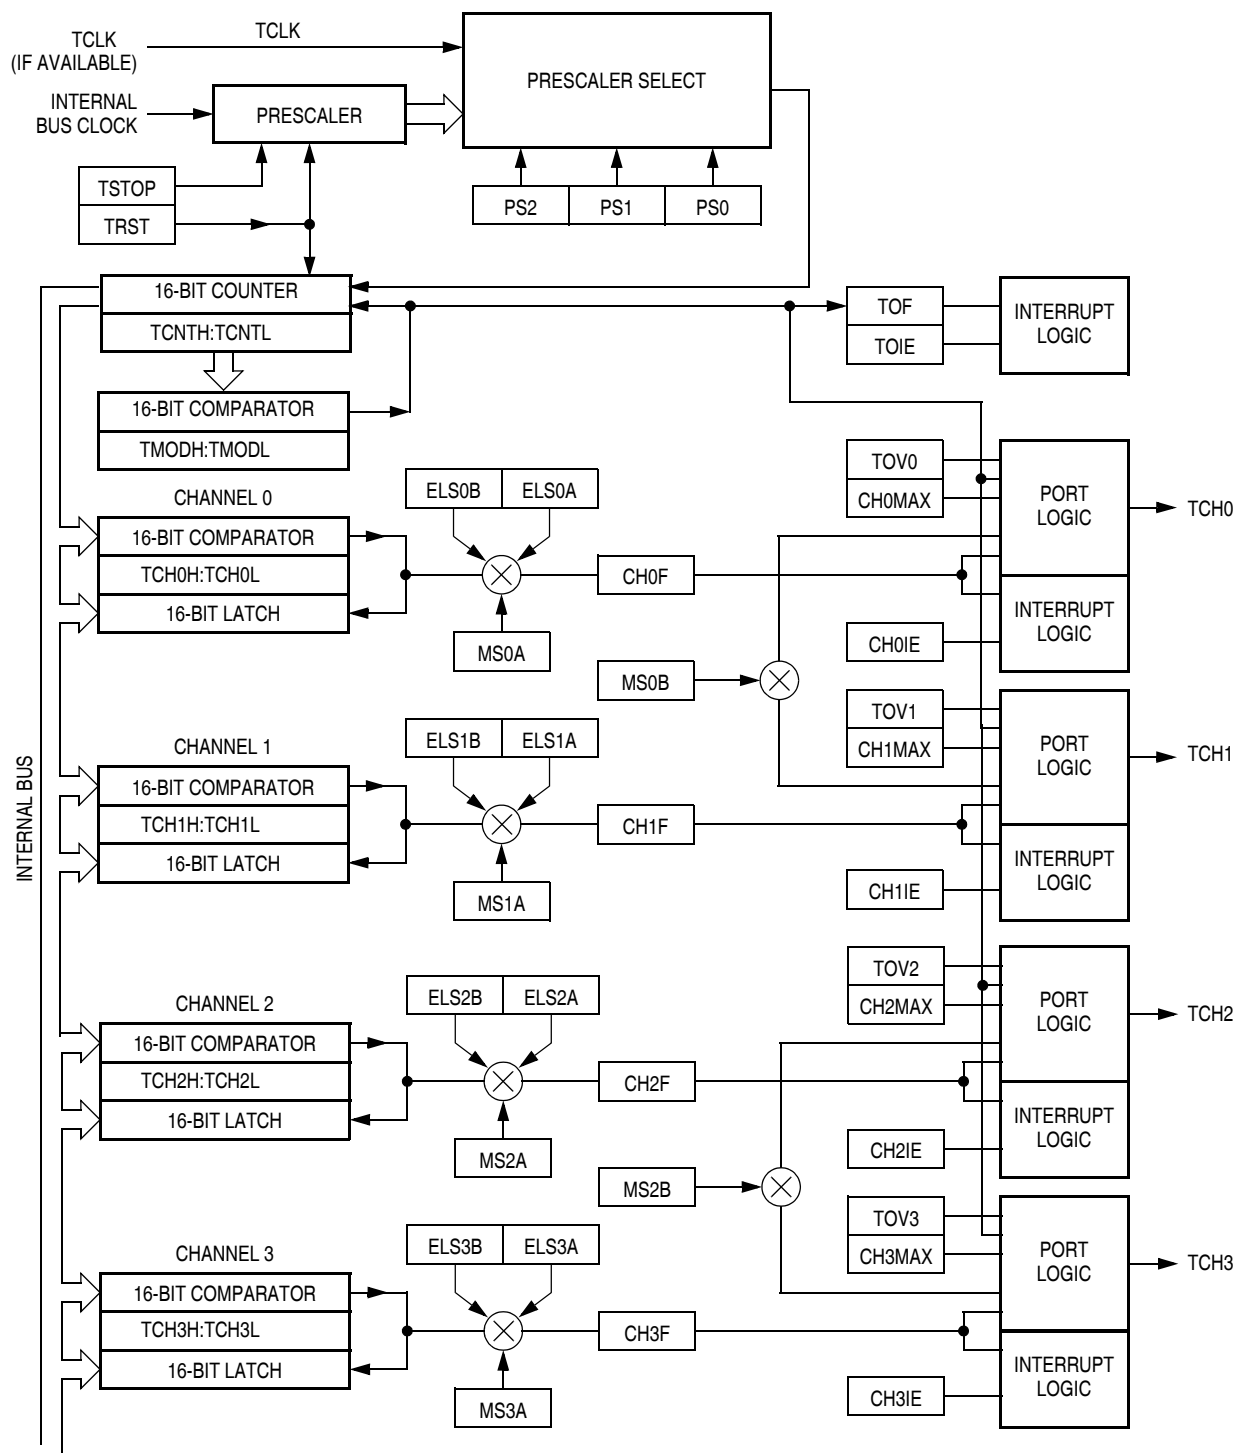 TCLK
(IF AVAILABLE)
TCLK
PRESCALER SELECT
INTERNAL
BUS CLOCK
PRESCALER
TSTOP
TRST
PS2
PS1
PS0
16-BIT COUNTER
TCNTH:TCNTL
TOF
TOIE
INTERRUPT
LOGIC
16-BIT COMPARATOR
TMODH:TMODL
INTERNAL BUS
CHANNEL 0
ELS0B
ELS0A
TOV0
CH0MAX
PORT
LOGIC
TCH0
16-BIT COMPARATOR
TCH0H:TCH0L
16-BIT LATCH
CH0F
MS0A
CH0IE
INTERRUPT
LOGIC
MS0B
CHANNEL 1
ELS1B
ELS1A
TOV1
CH1MAX
PORT
LOGIC
TCH1
16-BIT COMPARATOR
TCH1H:TCH1L
16-BIT LATCH
CH1F
MS1A
CH1IE
INTERRUPT
LOGIC
CHANNEL 2
ELS2B
ELS2A
TOV2
CH2MAX
PORT
LOGIC
TCH2
16-BIT COMPARATOR
TCH2H:TCH2L
16-BIT LATCH
CH2F
MS2A
CH2IE
INTERRUPT
LOGIC
MS2B
CHANNEL 3
ELS3B
ELS3A
TOV3
CH3MAX
PORT
LOGIC
TCH3
16-BIT COMPARATOR
TCH3H:TCH3L
16-BIT LATCH
CH3F
MS3A
CH3IE
INTERRUPT
LOGIC